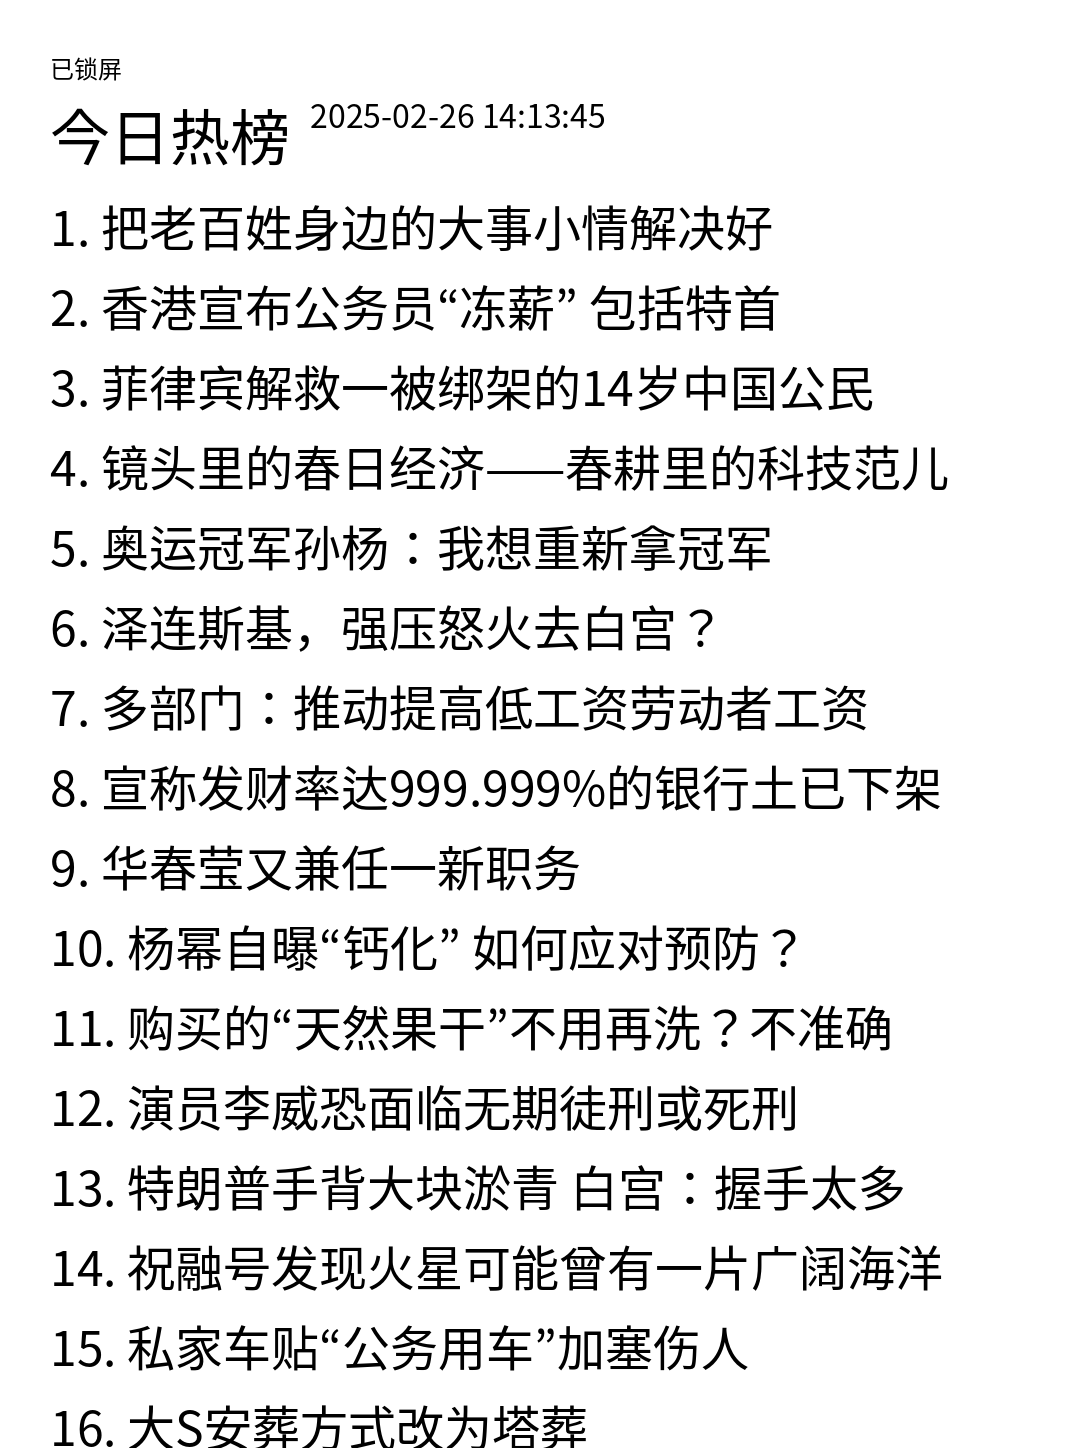 已锁屏
今日热榜 2025-02-26 14:13:45
1. 把老百姓身边的大事小情解决好
2. 香港宣布公务员“冻薪” 包括特首
3. 菲律宾解救一被绑架的14岁中国公民
4. 镜头里的春日经济——春耕里的科技范儿
5. 奥运冠军孙杨：我想重新拿冠军
6. 泽连斯基，强压怒火去白宫？
7. 多部门：推动提高低工资劳动者工资
8. 宣称发财率达999.999%的银行土已下架
9. 华春莹又兼任一新职务
10. 杨幂自曝“钙化” 如何应对预防？
11. 购买的“天然果干”不用再洗？不准确
12. 演员李威恐面临无期徒刑或死刑
13. 特朗普手背大块淤青 白宫：握手太多
14. 祝融号发现火星可能曾有一片广阔海洋
15. 私家车贴“公务用车”加塞伤人
16. 大S安葬方式改为塔葬